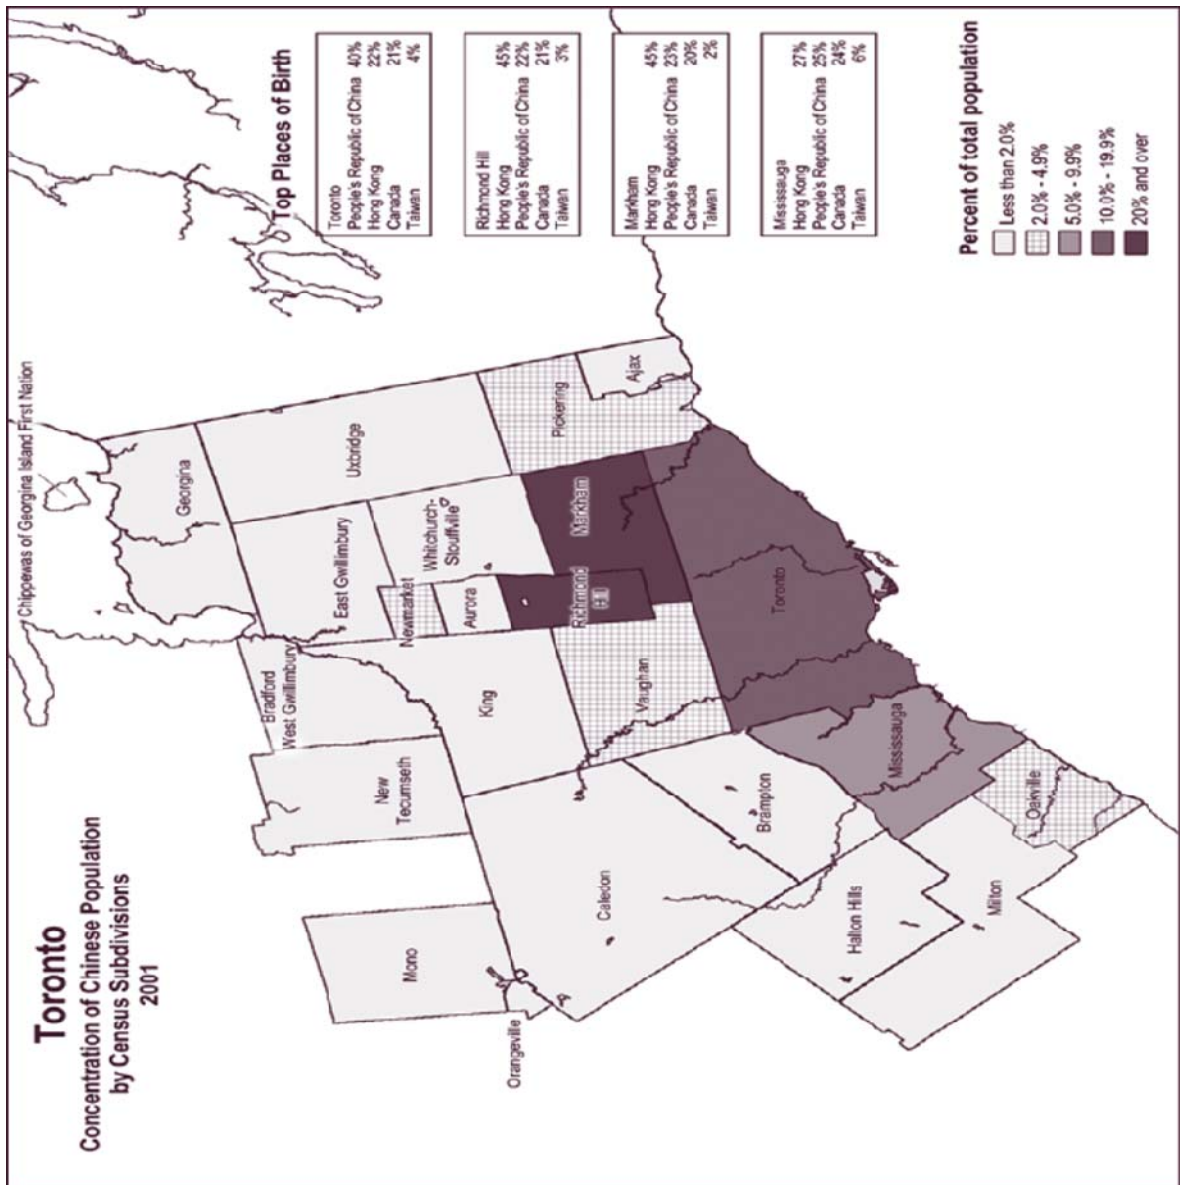 Toronto
Concentration of Chinese Population
by Census Subdivisions
2001
Chippewas of Georgina Island First Nation
Georgina
Uxbridge
Pickering
Ajax
East Gwillimbury
Whitchurch-
Stouffville
Newmarket
Aurora
Markham
Richmond
Hill
Bradford
West Gwillimbury
King
Vaughan
Toronto
New
Tecumseth
Mono
Orangeville
Caledon
Brampton
Mississauga
Halton Hills
Milton
Oakville
Top Places of Birth
Toronto
People's Republic of China 40%
Hong Kong 22%
Canada 21%
Taiwan 4%
Richmond Hill
Hong Kong 45%
People's Republic of China 22%
Canada 21%
Taiwan 3%
Markham
Hong Kong 45%
People's Republic of China 23%
Canada 20%
Taiwan 2%
Mississauga
Hong Kong 27%
People's Republic of China 25%
Canada 24%
Taiwan 6%
Percent of total population
Less than 2.0%
2.0% - 4.9%
5.0% - 9.9%
10.0% - 19.9%
20% and over